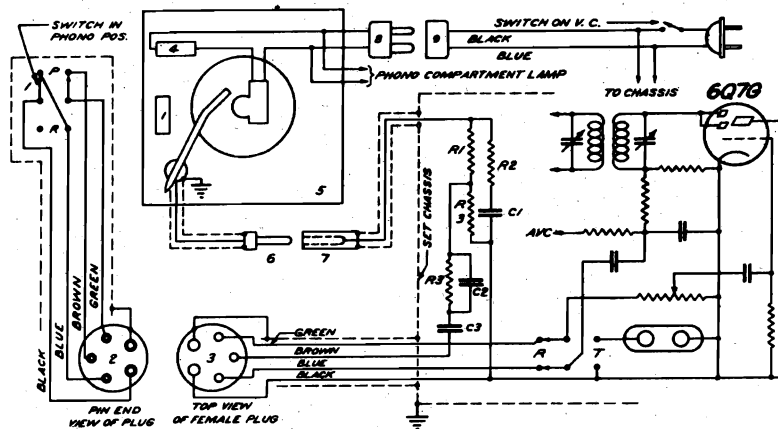 SWITCH IN
PHONO POS.
P
R
BLACK
BLUE
BROWN
GREEN
2
PIN END
VIEW OF PLUG
4
1
5
6
7
8
9
SWITCH ON V.C.
BLACK
BLUE
PHONO COMPARTMENT LAMP
TO CHASSIS
6Q7G
SET CHASSIS
R1
R2
R
3
C1
R3
C2
C3
AVC
3
GREEN
BROWN
BLUE
BLACK
R
T
TOP VIEW
OF FEMALE PLUG